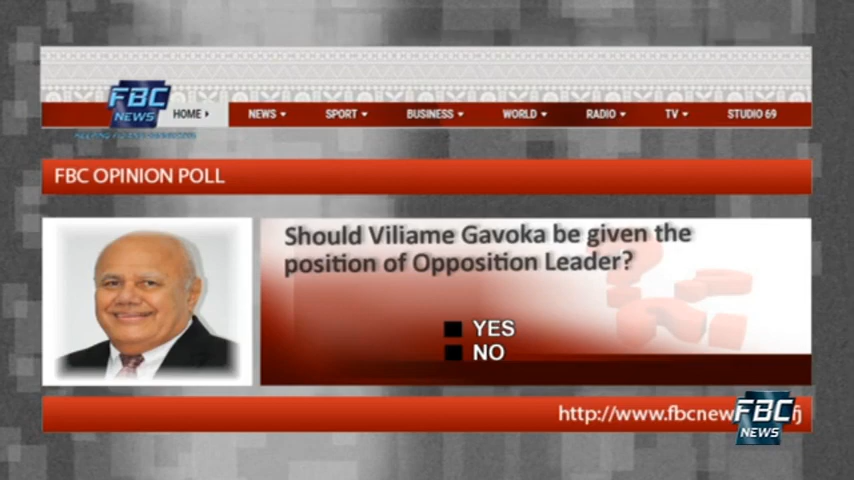 FBC
NEWS
HOME
NEWS
SPORT
BUSINESS
WORLD
RADIO
TV
STUDIO 69
FBC OPINION POLL
Should Viliame Gavoka be given the
position of Opposition Leader?
YES
NO
http://www.fbcnew
FBC
NEWS